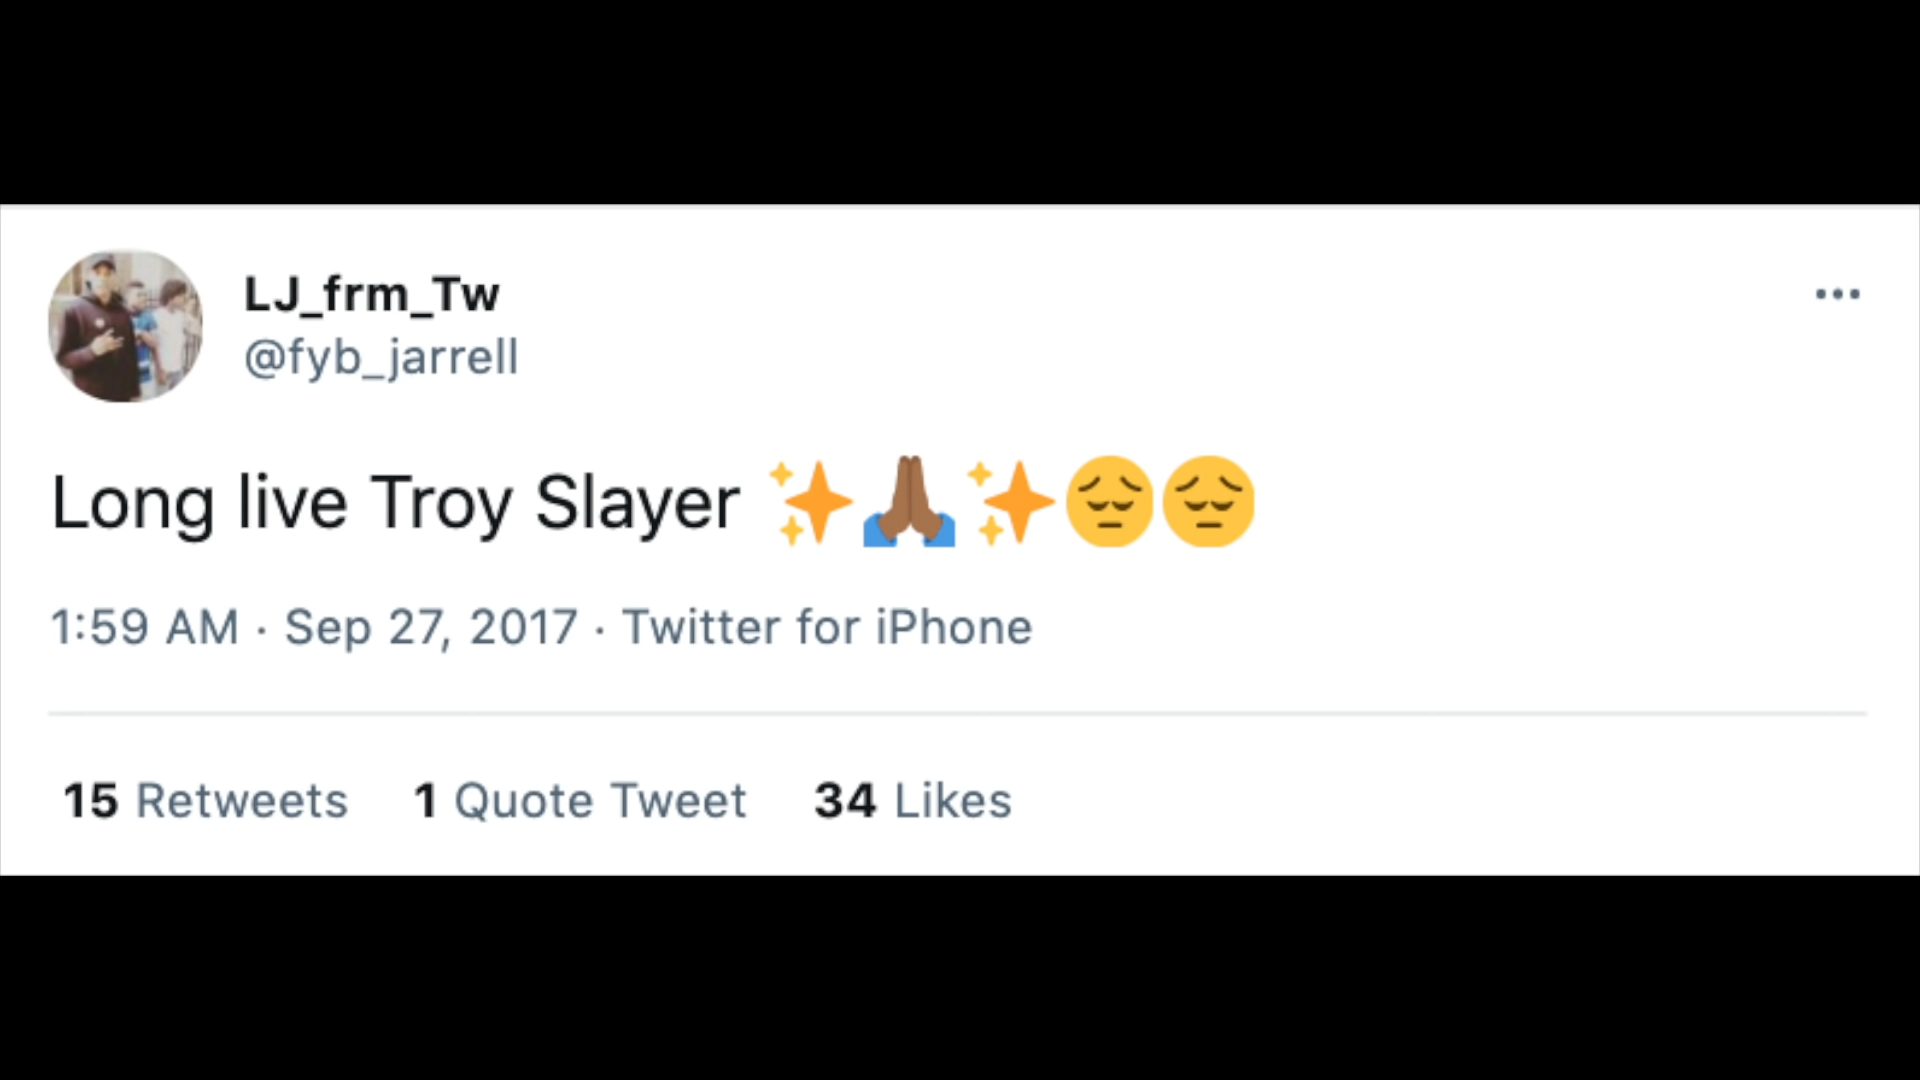 LJ_frm_Tw
@fyb_jarrell
Long live Troy Slayer ✨🙏🏾✨😔😔
1:59 AM · Sep 27, 2017 · Twitter for iPhone
15 Retweets 1 Quote Tweet 34 Likes